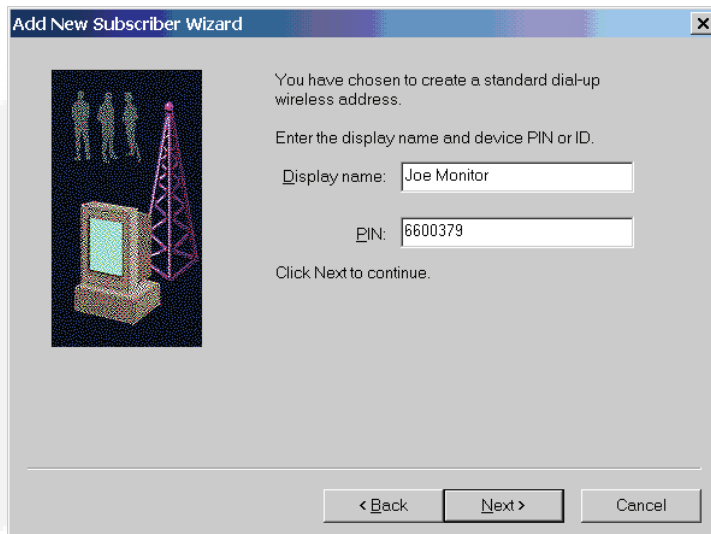 Add New Subscriber Wizard
You have chosen to create a standard dial-up
wireless address.
Enter the display name and device PIN or ID.
Display name: Joe Monitor
PIN: 6600379
Click Next to continue.
< Back Next > Cancel